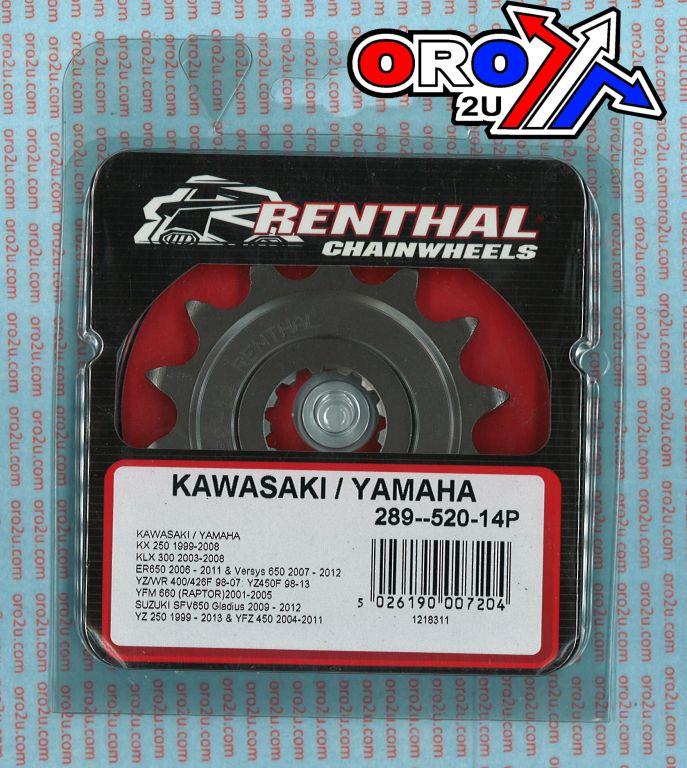 ORO
2U
RENTHAL
CHAINWHEELS
RENTHAL
KAWASAKI / YAMAHA
289--520-14P
KAWASAKI / YAMAHA
KX 250 1999-2008
KLX 300 2003-2008
ER650 2006 - 2011 & Versys 650 2007 - 2012
YZ/WR 400/426F 98-07: YZ450F 98-13
YFM 660 (RAPTOR)2001-2005
SUZUKI SFV650 Gladius 2009 - 2012
YZ 250 1999 - 2013 & YFZ 450 2004-2011
5 026190 007204
1218311
oro2u.com